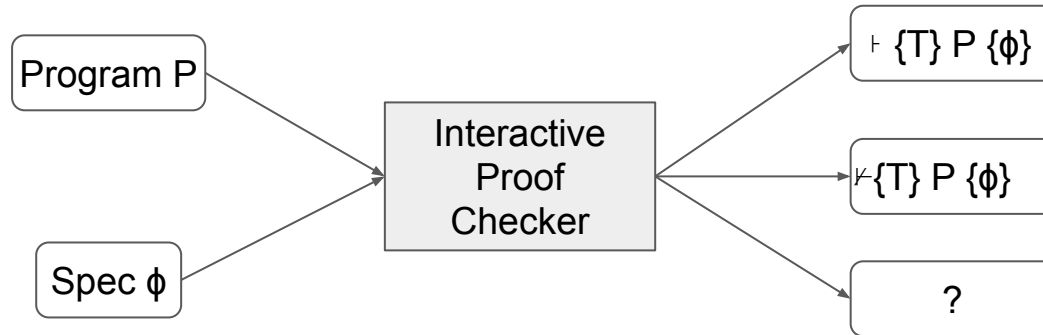 Program P
Spec ϕ
Interactive
Proof
Checker
⊦ {T} P {ϕ}
⊬{T} P {ϕ}
?